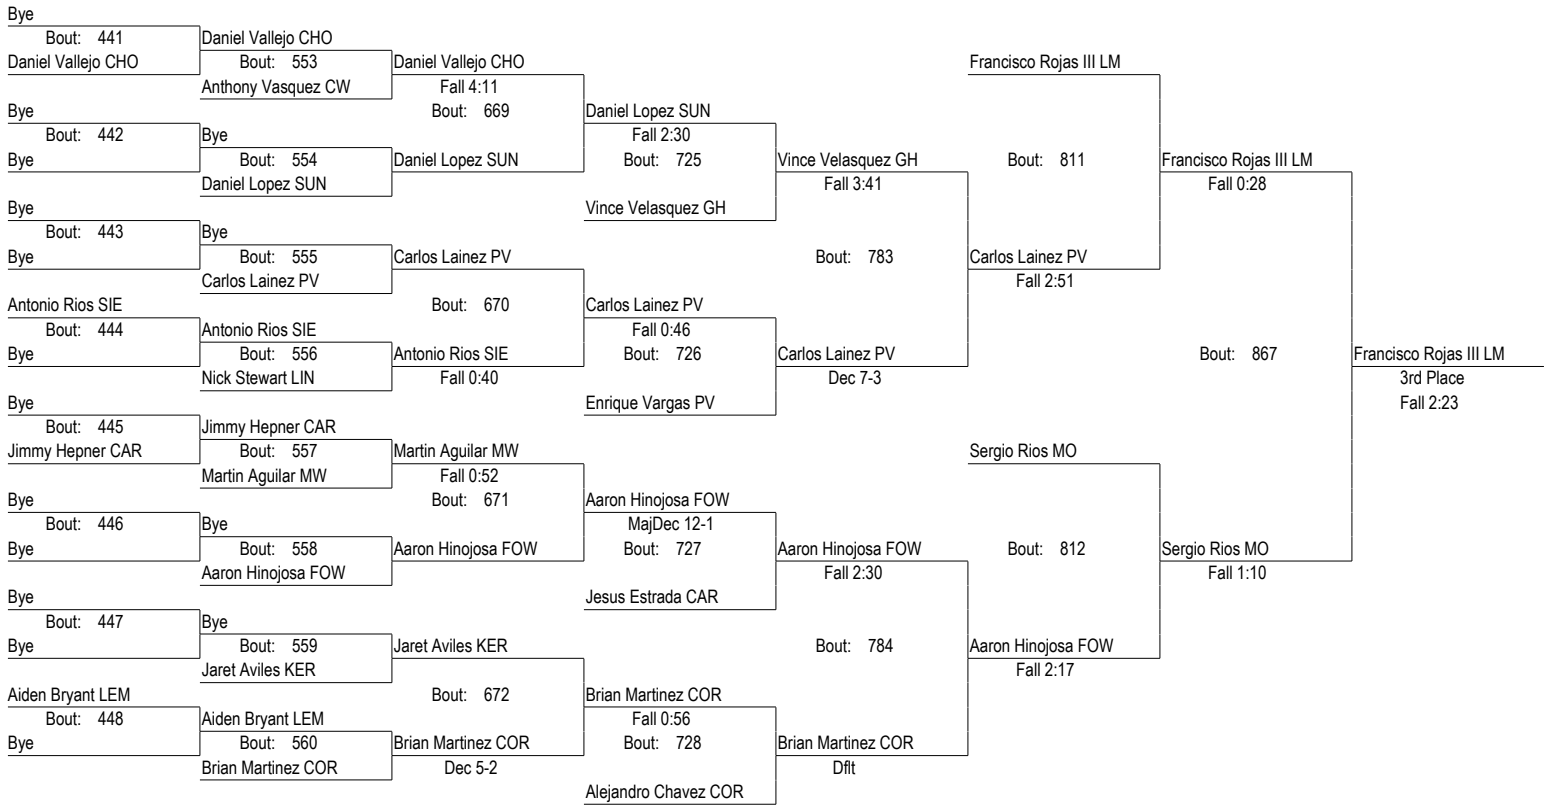 Bye
Bout: 441 Daniel Vallejo CHO
Daniel Vallejo CHO Bout: 553 Daniel Vallejo CHO Francisco Rojas III LM
Anthony Vasquez CW Fall 4:11
Bye Bout: 669 Daniel Lopez SUN
Bout: 442 Bye Fall 2:30
Bye Bout: 554 Daniel Lopez SUN Bout: 725 Vince Velasquez GH Bout: 811 Francisco Rojas III LM
Daniel Lopez SUN Fall 3:41 Fall 0:28
Bye Vince Velasquez GH
Bout: 443 Bye
Bye Bout: 555 Carlos Lainez PV Bout: 783 Carlos Lainez PV
Carlos Lainez PV Fall 2:51
Antonio Rios SIE Bout: 670 Carlos Lainez PV
Bout: 444 Antonio Rios SIE Fall 0:46
Bye Bout: 556 Antonio Rios SIE Bout: 726 Carlos Lainez PV Bout: 867 Francisco Rojas III LM
Nick Stewart LIN Fall 0:40 Dec 7-3 3rd Place
Bye Enrique Vargas PV Fall 2:23
Bout: 445 Jimmy Hepner CAR
Jimmy Hepner CAR Bout: 557 Martin Aguilar MW Sergio Rios MO
Martin Aguilar MW Fall 0:52
Bye Bout: 671 Aaron Hinojosa FOW
Bout: 446 Bye MajDec 12-1
Bye Bout: 558 Aaron Hinojosa FOW Bout: 727 Aaron Hinojosa FOW Bout: 812 Sergio Rios MO
Aaron Hinojosa FOW Fall 2:30 Fall 1:10
Bye Jesus Estrada CAR
Bout: 447 Bye
Bye Bout: 559 Jaret Aviles KER Bout: 784 Aaron Hinojosa FOW
Jaret Aviles KER Fall 2:17
Aiden Bryant LEM Bout: 672 Brian Martinez COR
Bout: 448 Aiden Bryant LEM Fall 0:56
Bye Bout: 560 Brian Martinez COR Bout: 728 Brian Martinez COR
Brian Martinez COR Dec 5-2 Dflt
Alejandro Chavez COR